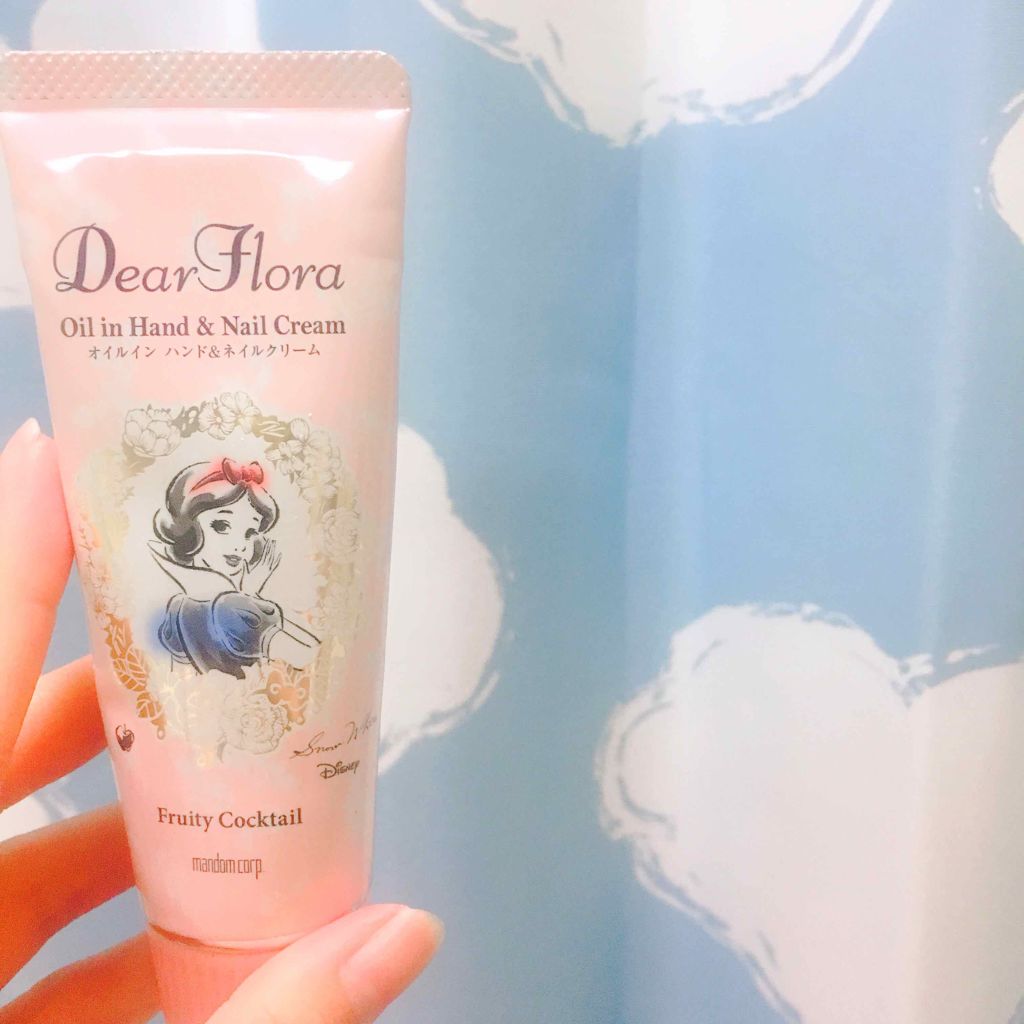 Dear Flora
Oil in Hand & Nail Cream
オイルイン ハンド&ネイルクリーム
Snow White
Disney
Fruity Cocktail
mandom corp.